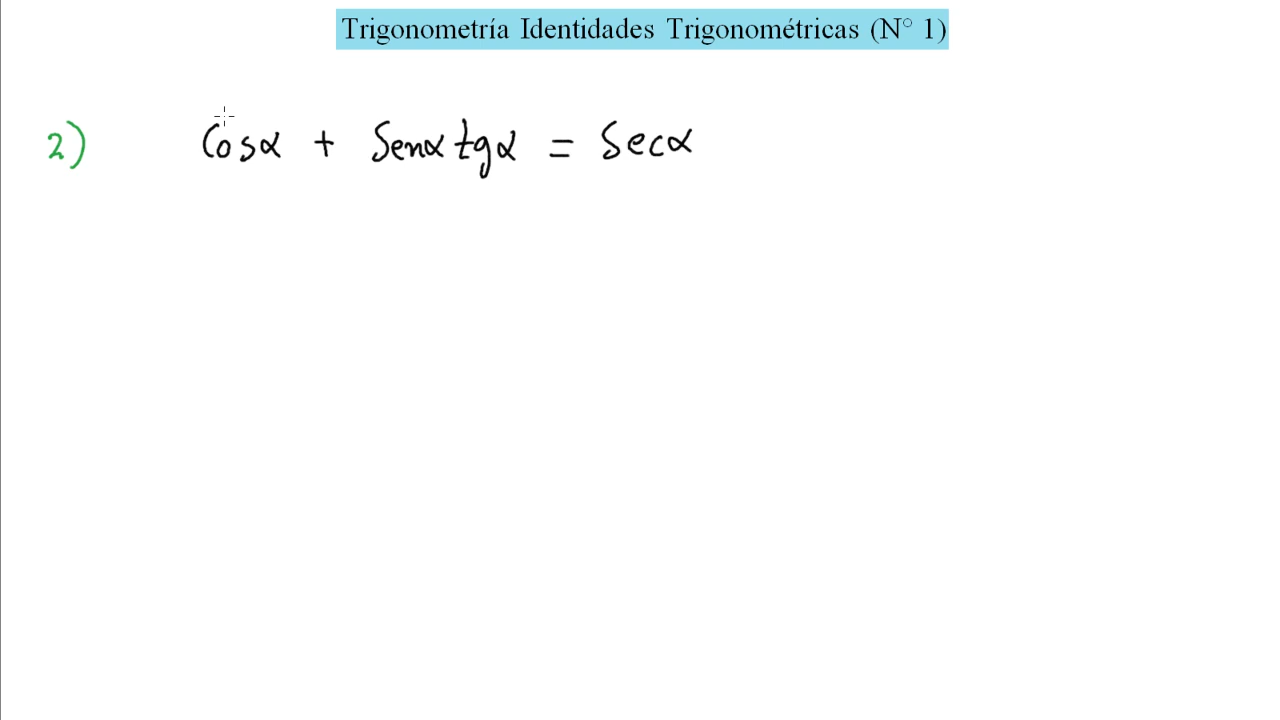 Trigonometría Identidades Trigonométricas (N° 1)
2) Cosα + Senα tgα = Secα